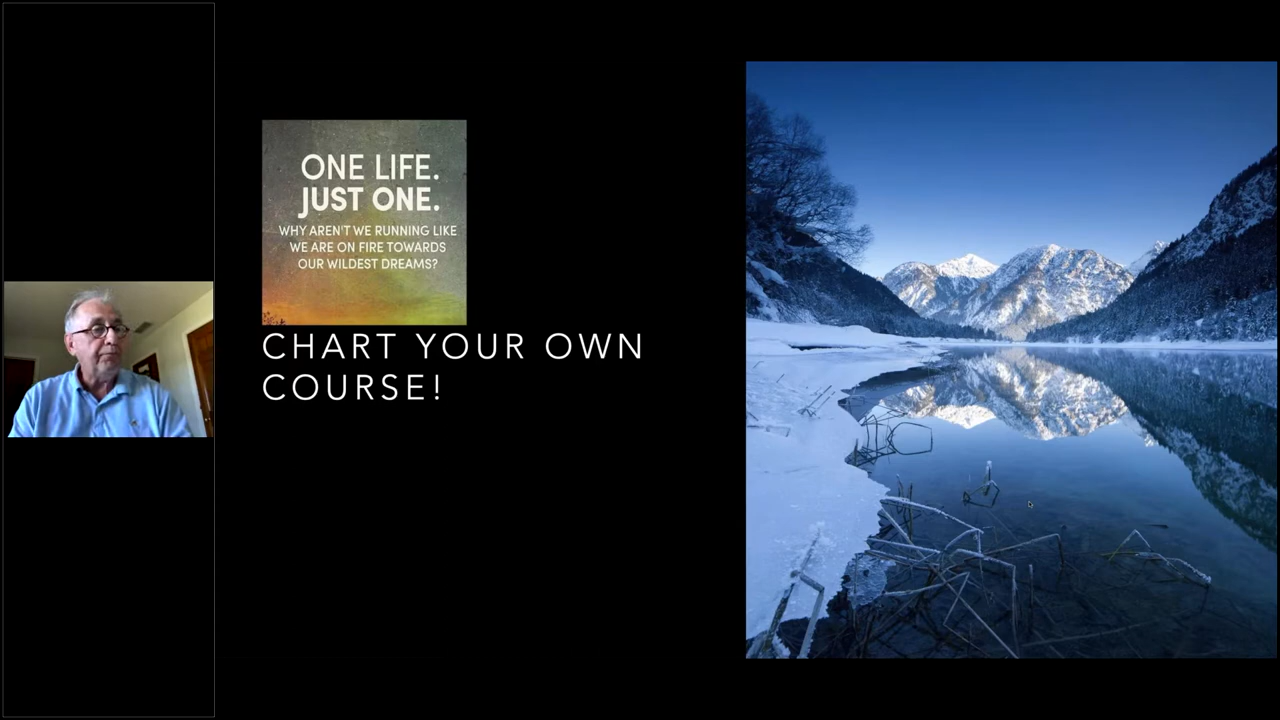 ONE LIFE.
JUST ONE.
WHY AREN'T WE RUNNING LIKE
WE ARE ON FIRE TOWARDS
OUR WILDEST DREAMS?
CHART YOUR OWN
COURSE!